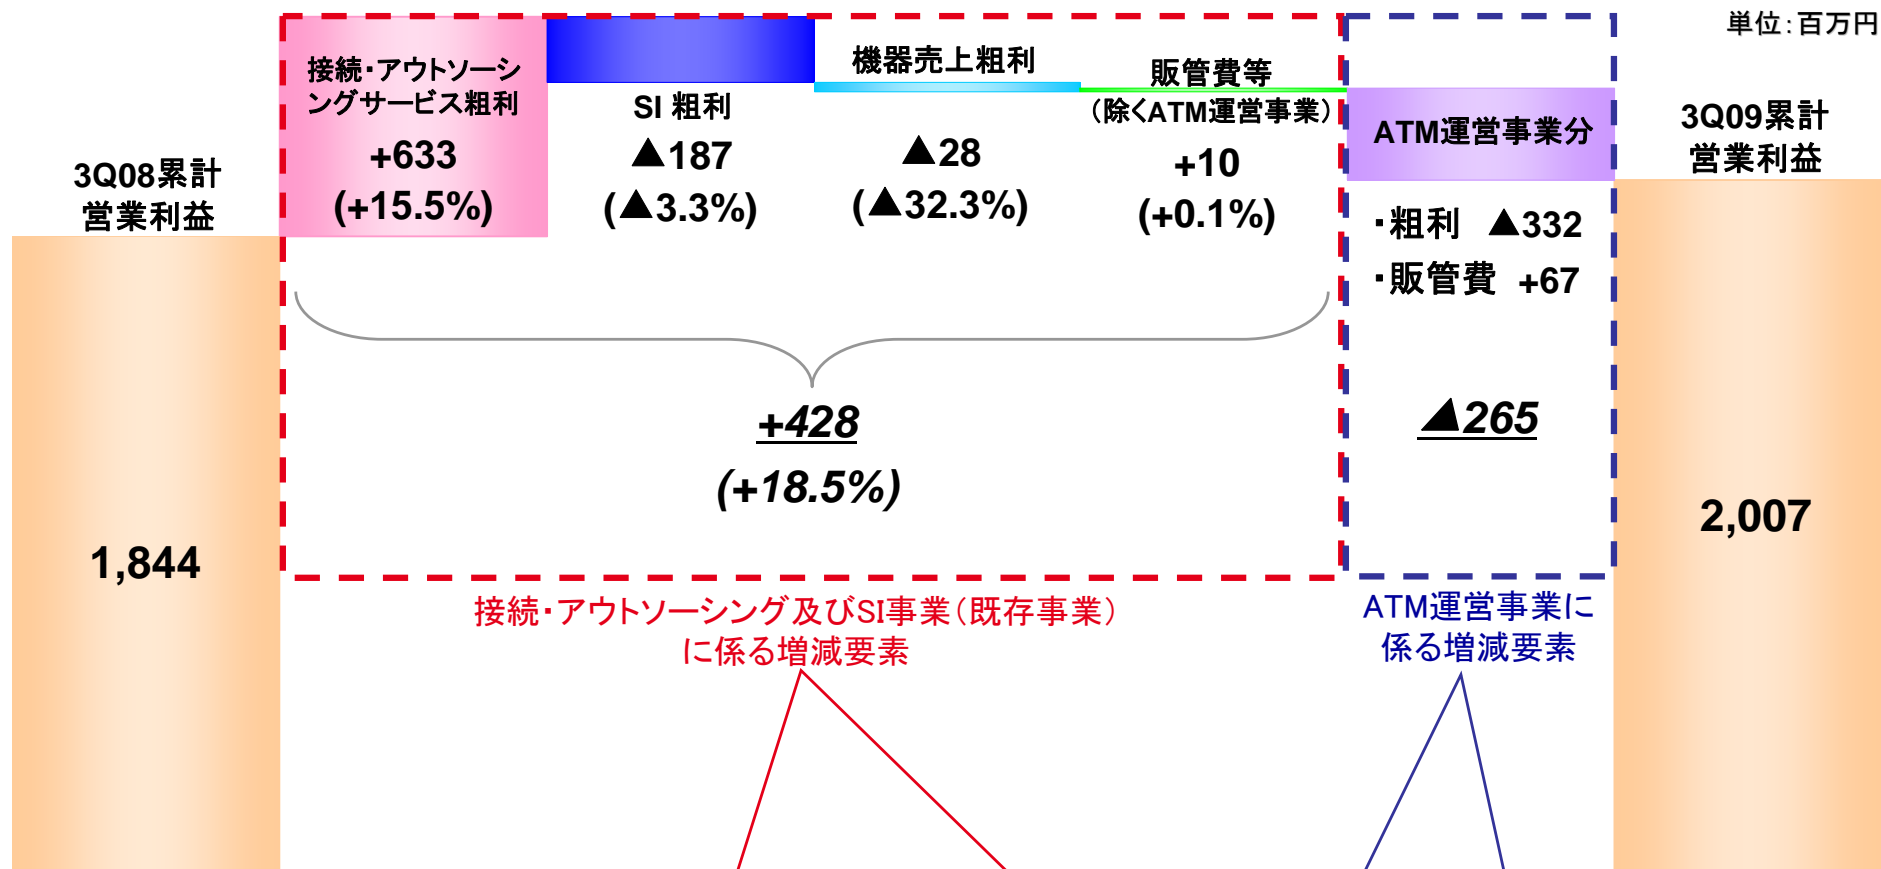 単位：百万円
3Q08累計
営業利益
1,844
接続・アウトソーシ
ングサービス粗利
+633
(+15.5%)
SI 粗利
▲187
(▲3.3%)
機器売上粗利
▲28
(▲32.3%)
販管費等
（除くATM運営事業）
+10
(+0.1%)
+428
(+18.5%)
接続・アウトソーシング及びSI事業（既存事業）
に係る増減要素
ATM運営事業分
・粗利 ▲332
・販管費 +67
▲265
ATM運営事業に
係る増減要素
3Q09累計
営業利益
2,007